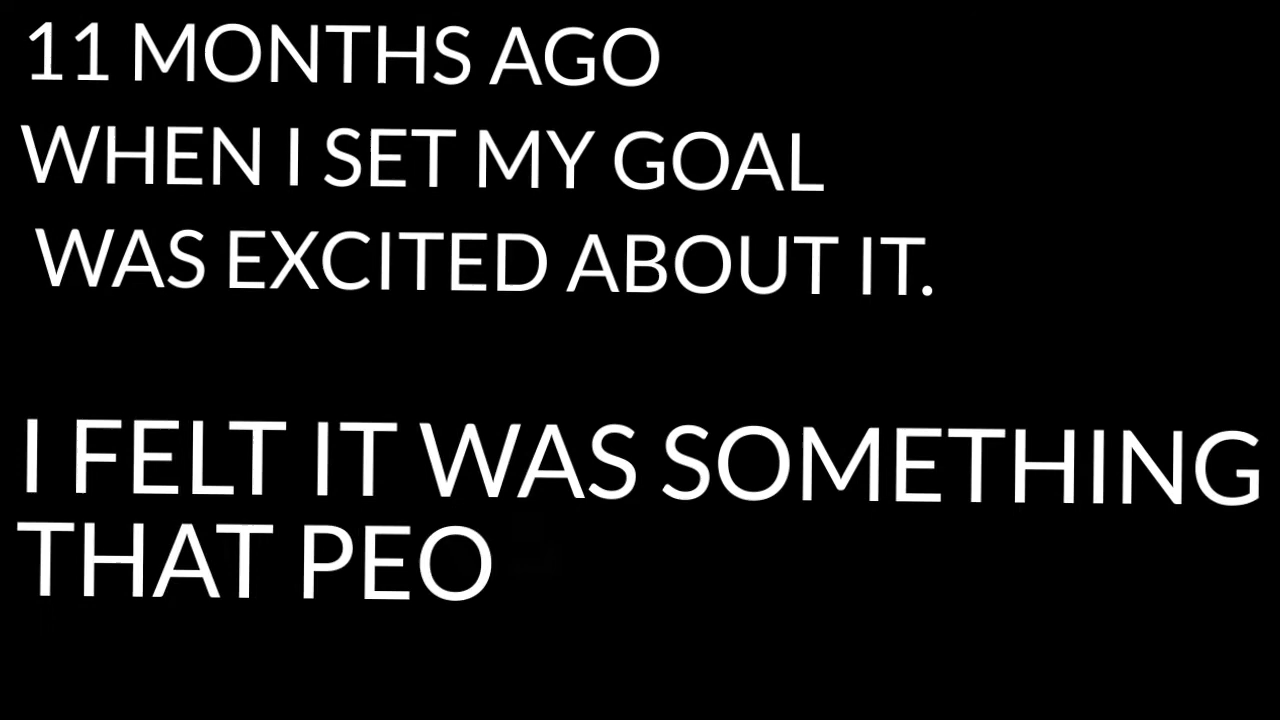 11 MONTHS AGO
WHEN I SET MY GOAL
WAS EXCITED ABOUT IT.
I FELT IT WAS SOMETHING
THAT PEO